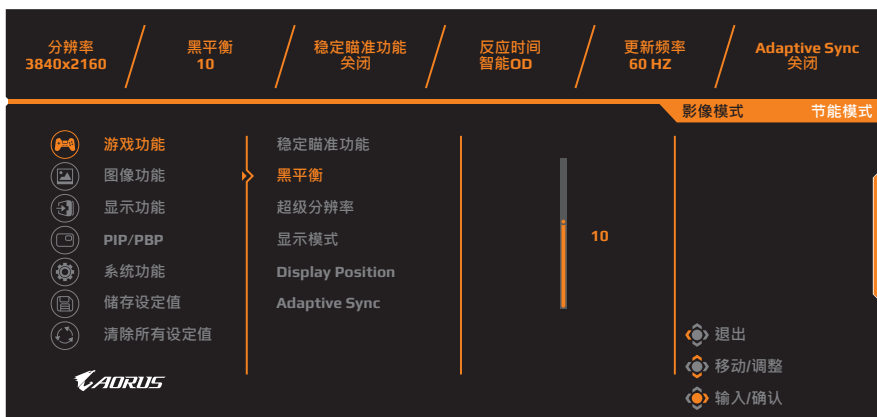 分辨率
3840x2160
黑平衡
10
稳定瞄准功能
关闭
反应时间
智能OD
更新频率
60 HZ
Adaptive Sync
关闭
影像模式 节能模式
游戏功能
图像功能
显示功能
PIP/PBP
系统功能
储存设定值
清除所有设定值
稳定瞄准功能
黑平衡
超级分辨率
显示模式
Display Position
Adaptive Sync
10
退出
移动/调整
输入/确认
AORUS